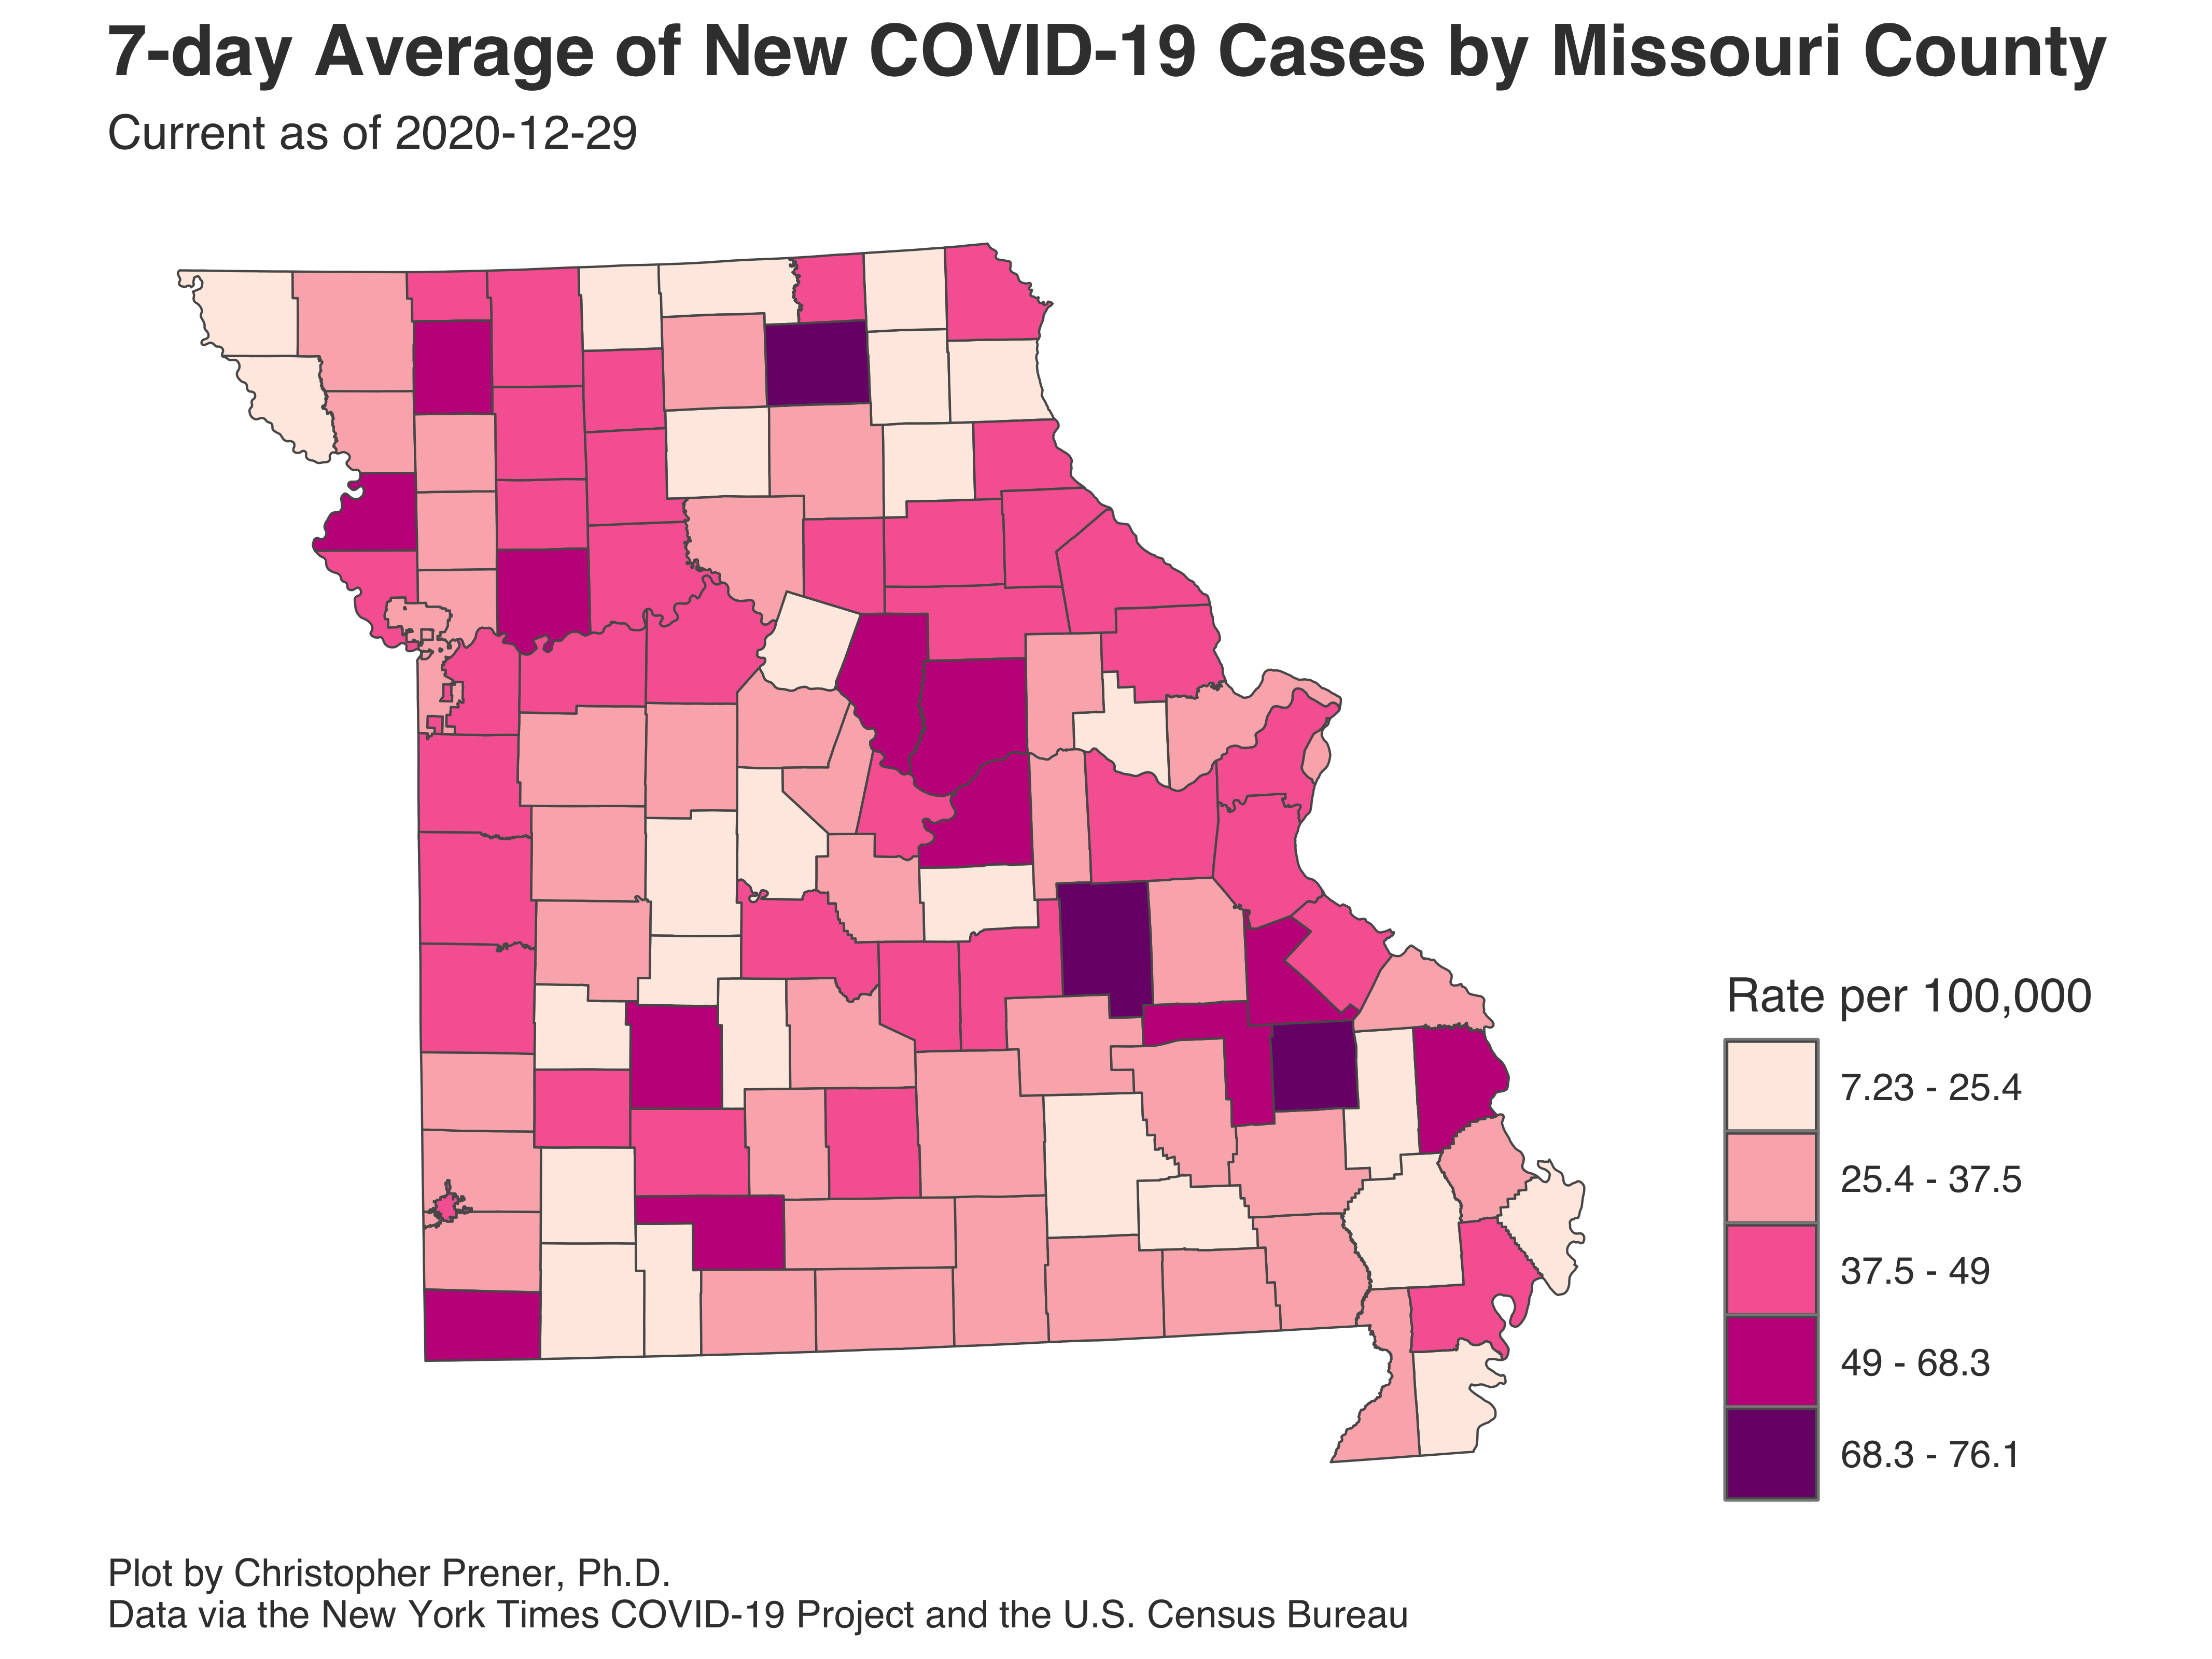 7-day Average of New COVID-19 Cases by Missouri County
Current as of 2020-12-29
Rate per 100,000
7.23 - 25.4
25.4 - 37.5
37.5 - 49
49 - 68.3
68.3 - 76.1
Plot by Christopher Prener, Ph.D.
Data via the New York Times COVID-19 Project and the U.S. Census Bureau